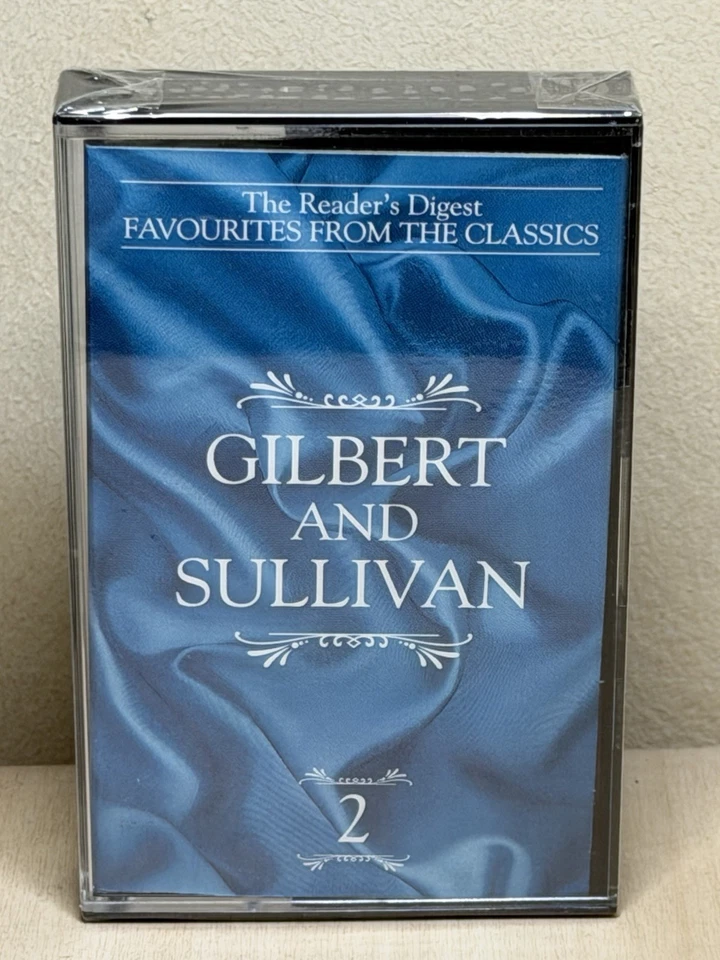 The Reader's Digest
FAVOURITES FROM THE CLASSICS
GILBERT
AND
SULLIVAN
2